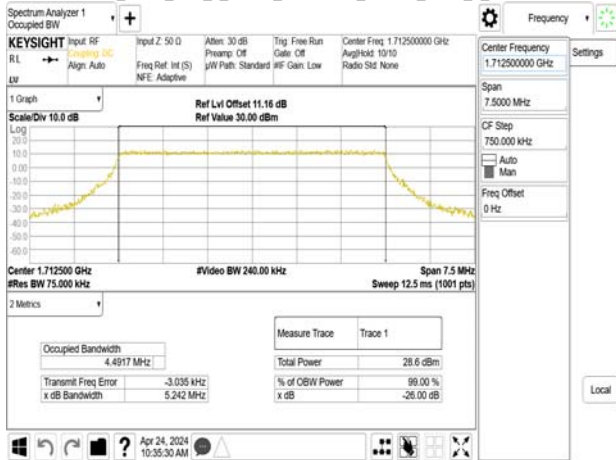 Spectrum Analyzer 1
Occupied BW
+
Frequency
KEYSIGHT
Input: RF
Coupling: DC
Align: Auto
Input Z: 50 Ω
Freq Ref: Int (S)
NFE: Adaptive
Atten: 30 dB
Preamp: Off
µW Path: Standard
Trig: Free Run
Gate: Off
#IF Gain: Low
Center Freq: 1.712500000 GHz
Avg|Hold: 10/10
Radio Std: None
RL
LV
Center Frequency
1.712500000 GHz
Settings
Span
7.5000 MHz
CF Step
750.000 kHz
Auto
Man
Freq Offset
0 Hz
Local
1 Graph
Scale/Div 10.0 dB
Ref Lvl Offset 11.16 dB
Ref Value 30.00 dBm
Log
20.0
10.0
0.00
-10.0
-20.0
-30.0
-40.0
-50.0
-60.0
Center 1.712500 GHz
#Video BW 240.00 kHz
Span 7.5 MHz
#Res BW 75.000 kHz
Sweep 12.5 ms (1001 pts)
2 Metrics
Measure Trace
Trace 1
Occupied Bandwidth
4.4917 MHz
Total Power
28.6 dBm
Transmit Freq Error
-3.035 kHz
% of OBW Power
99.00 %
x dB Bandwidth
5.242 MHz
x dB
-26.00 dB
?
Apr 24, 2024
10:35:30 AM